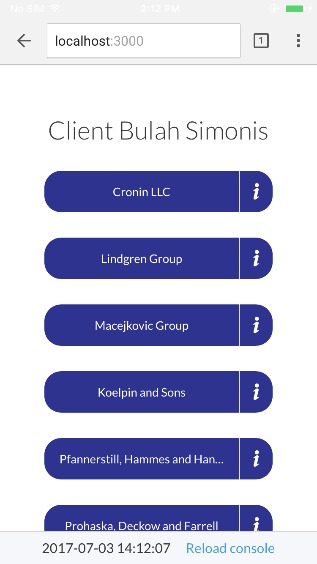 No SIM 2:12 PM
localhost:3000 1
Client Bulah Simonis
Cronin LLC i
Lindgren Group i
Macejkovic Group i
Koelpin and Sons i
Pfannerstill, Hammes and Han... i
Prohaska, Deckow and Farrell i
2017-07-03 14:12:07 Reload console